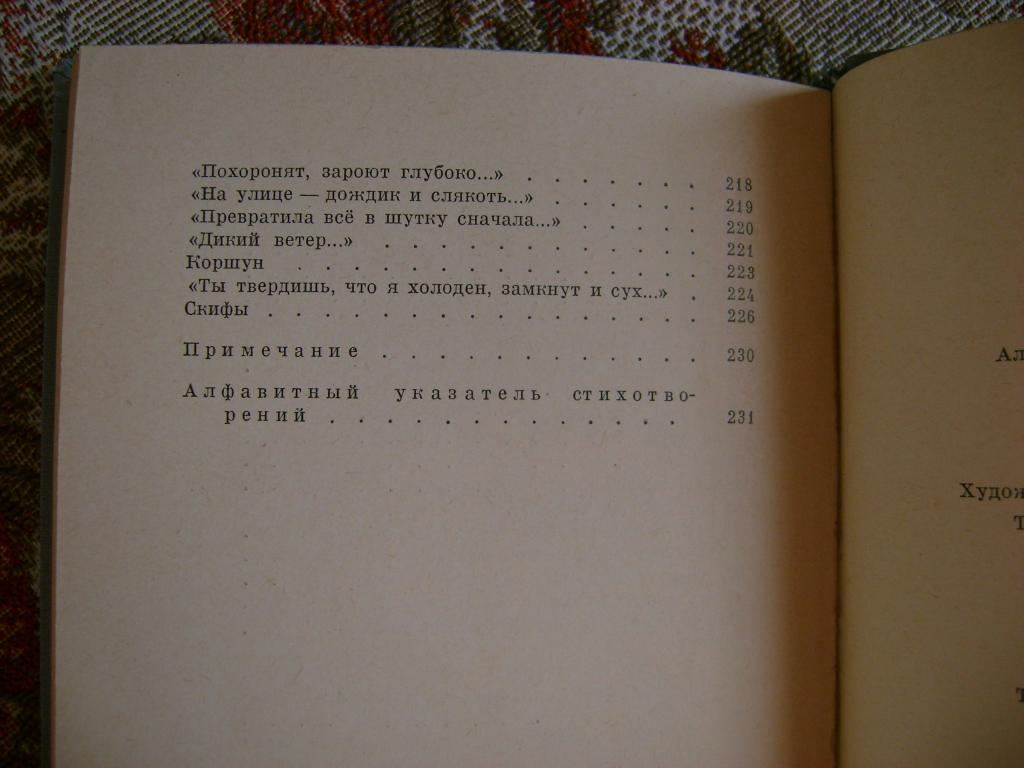 «Похоронят, зароют глубоко...» . . . . . . . 218
«На улице — дождик и слякоть...» . . . . . . 219
«Превратила всё в шутку сначала...» . . . . . 220
«Дикий ветер...» . . . . . . . . . . . . 221
Коршун . . . . . . . . . . . . . . . 223
«Ты твердишь, что я холоден, замкнут и сух...» . 224
Скифы . . . . . . . . . . . . . . . . 226
Примечание . . . . . . . . . . . . 230
Алфавитный указатель стихотво-
рений . . . . . . . . . . . . . 231